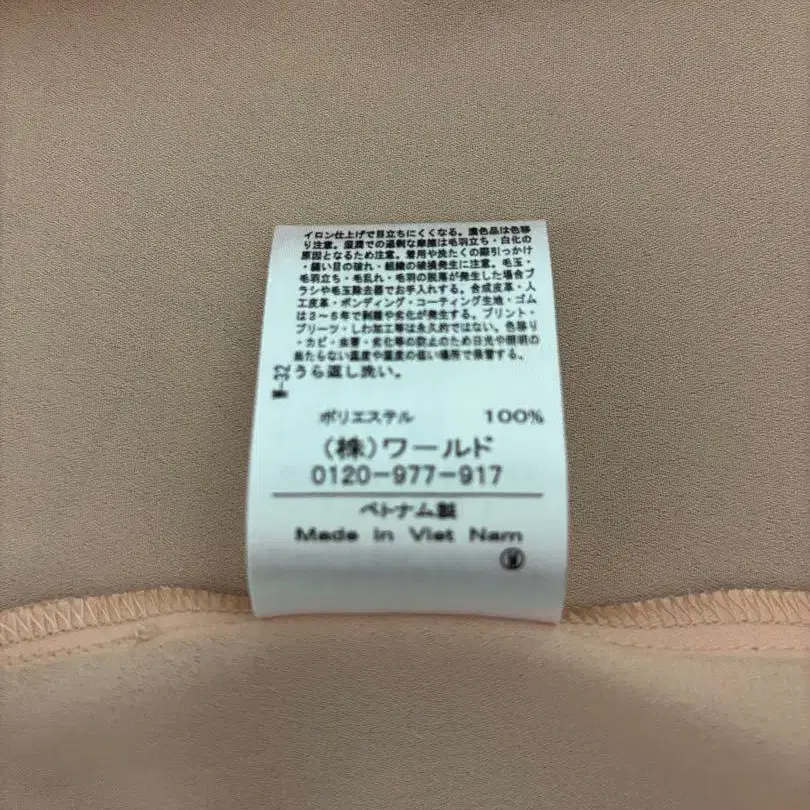 イロン仕上げで目立ちにくくなる。濃色品は色移
り注意。湿潤での過剰な摩擦は毛羽立ち・白化の
原因となるため注意。着用や洗たくの際引っかけ
・縫い目の破れ・組織の破損発生に注意。毛玉・
毛羽立ち・毛乱れ・毛羽の脱落が発生した場合ブ
ラシや毛玉除去器でお手入れする。合成皮革・人
工皮革・ボンディング・コーティング生地・ゴム
は2〜5年で剥離や劣化が発生する。プリント・
プリーツ・しわ加工等は永久的ではない。色移り
・カビ・虫害・劣化等の防止のため日光や照明の
当たらない温度や湿度の低い場所で保管する。
うら返し洗い。
-32
ポリエステル 100%
(株)ワールド
0120-977-917
ベトナム製
Made in Viet Nam